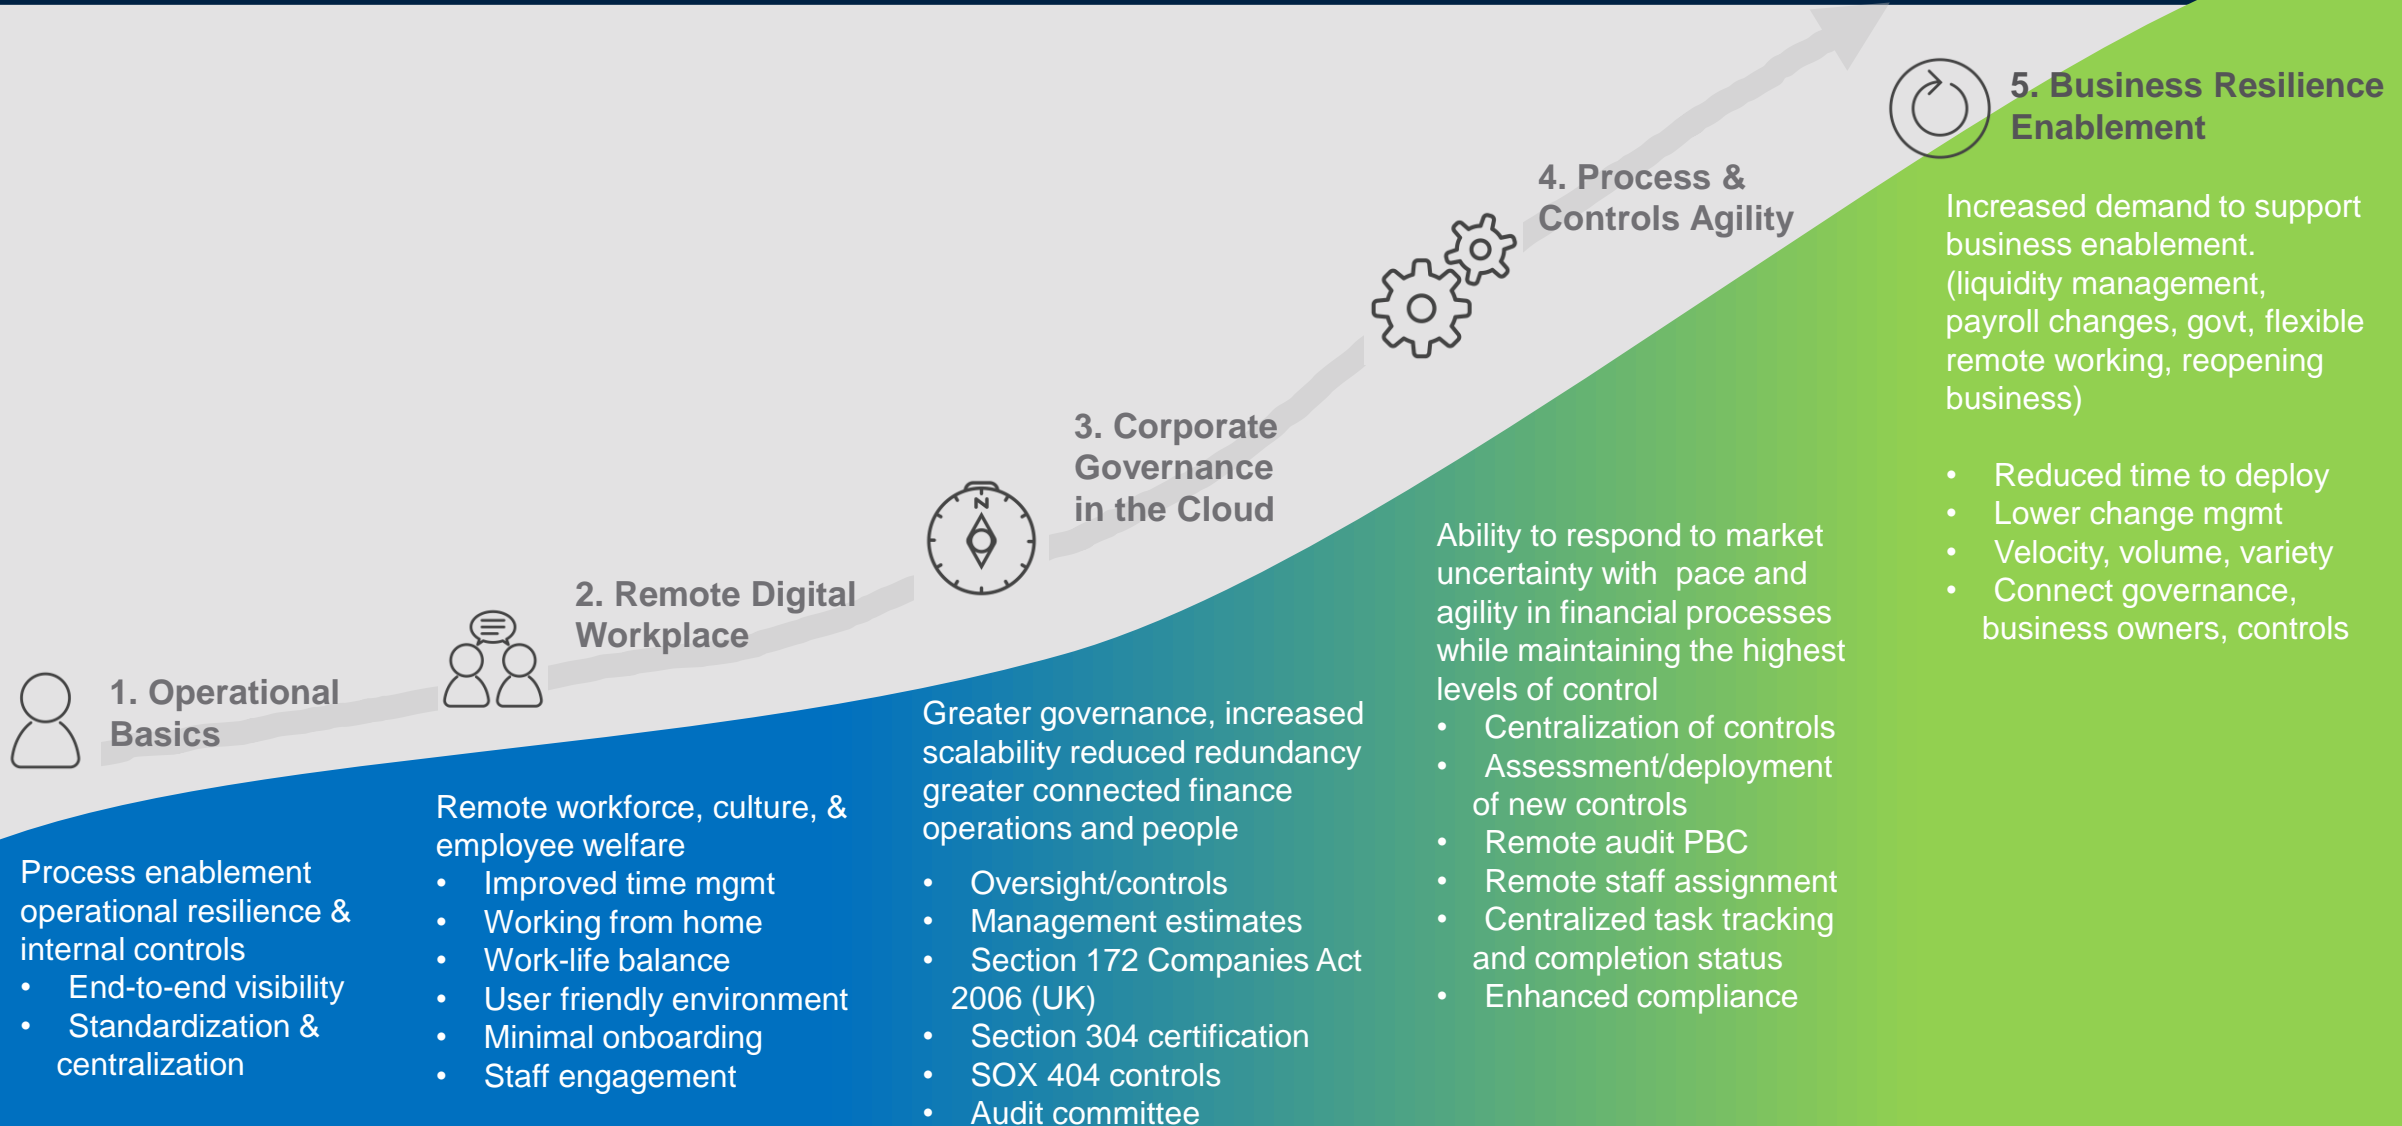 1. Operational
Basics
Process enablement
operational resilience &
internal controls
• End-to-end visibility
• Standardization &
centralization
2. Remote Digital
Workplace
Remote workforce, culture, &
employee welfare
• Improved time mgmt
• Working from home
• Work-life balance
• User friendly environment
• Minimal onboarding
• Staff engagement
N
3. Corporate
Governance
in the Cloud
Greater governance, increased
scalability reduced redundancy
greater connected finance
operations and people
• Oversight/controls
• Management estimates
• Section 172 Companies Act
2006 (UK)
• Section 304 certification
• SOX 404 controls
• Audit committee
4. Process &
Controls Agility
Ability to respond to market
uncertainty with pace and
agility in financial processes
while maintaining the highest
levels of control
• Centralization of controls
• Assessment/deployment
of new controls
• Remote audit PBC
• Remote staff assignment
• Centralized task tracking
and completion status
• Enhanced compliance
5. Business Resilience
Enablement
Increased demand to support
business enablement.
(liquidity management,
payroll changes, govt, flexible
remote working, reopening
business)
• Reduced time to deploy
• Lower change mgmt
• Velocity, volume, variety
• Connect governance,
business owners, controls